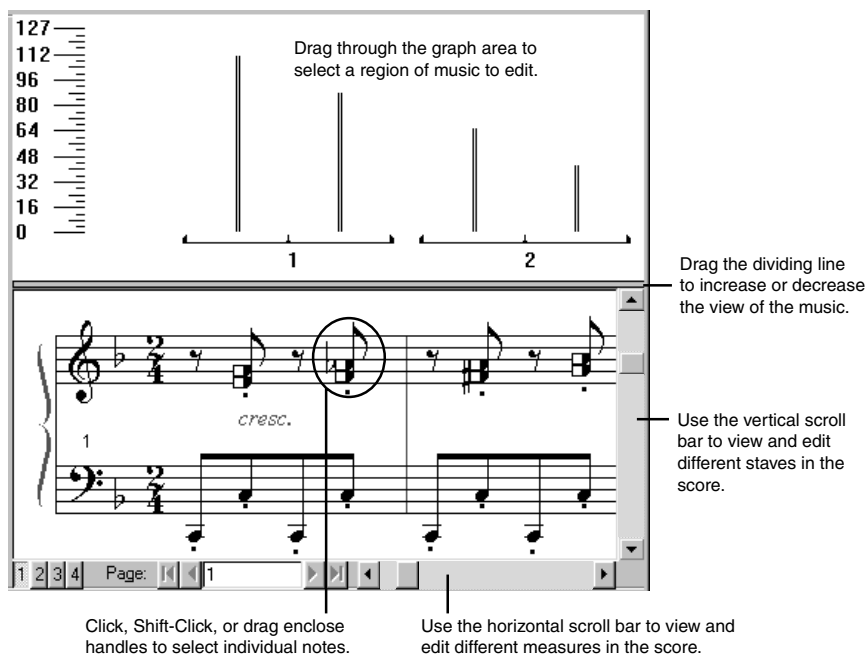 127
112
96
80
64
48
32
16
0
Drag through the graph area to
select a region of music to edit.
1
2
Drag the dividing line
to increase or decrease
the view of the music.
2
4
2
4
cresc.
1
Use the vertical scroll
bar to view and edit
different staves in the
score.
1 2 3 4 Page: 1
Click, Shift-Click, or drag enclose
handles to select individual notes.
Use the horizontal scroll bar to view and
edit different measures in the score.